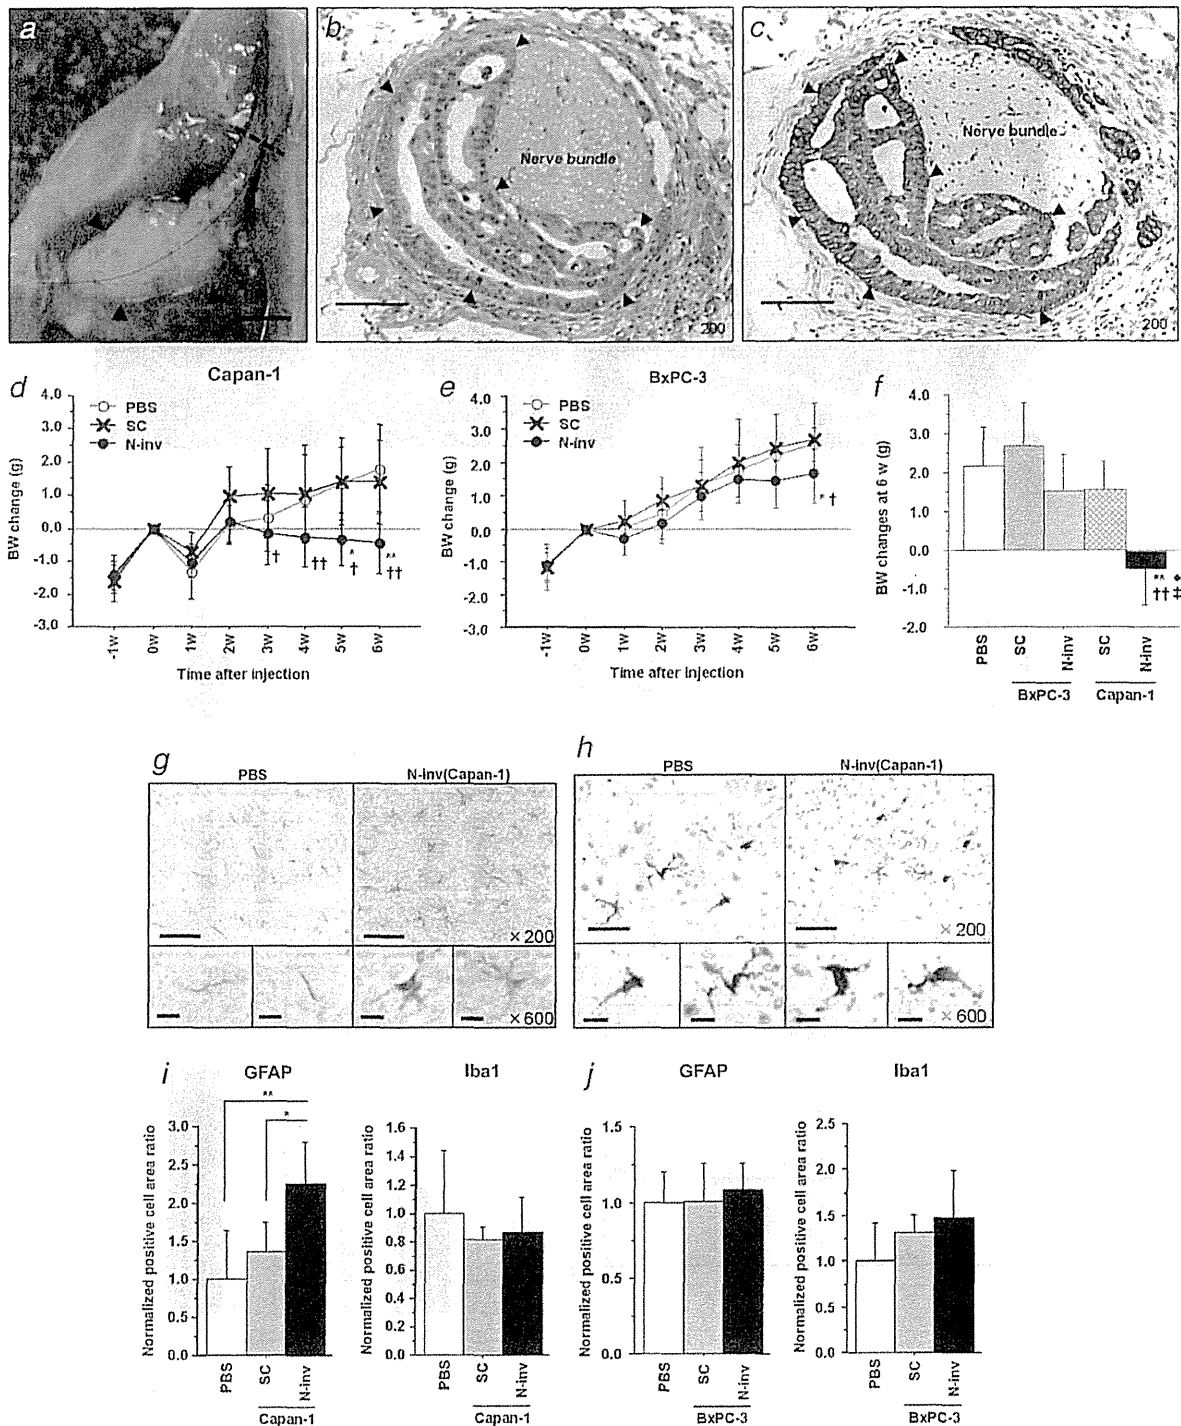 a
b
c
Nerve bundle
Nerve bundle
200
× 200
d
Capan-1
e
BxPC-3
f
4.0
3.0
2.0
1.0
0.0
-1.0
-2.0
-3.0
BW change (g)
PBS
SC
N-inv
†
††
*
†
**
††
-1w
0w
1w
2w
3w
4w
5w
6w
Time after injection
4.0
3.0
2.0
1.0
0.0
-1.0
-2.0
-3.0
BW change (g)
PBS
SC
N-inv
* †
-1w
0w
1w
2w
3w
4w
5w
6w
Time after injection
4.0
3.0
2.0
1.0
0.0
-1.0
-2.0
BW changes at 6 w (g)
**
†† ‡
PBS
SC
N-inv
SC
N-inv
BxPC-3
Capan-1
g
PBS
N-inv(Capan-1)
× 200
× 600
h
PBS
N-inv(Capan-1)
× 200
× 600
i
GFAP
Iba1
j
GFAP
Iba1
**
*
3.0
2.5
2.0
1.5
1.0
0.5
0.0
Normalized positive cell area ratio
PBS
SC
N-inv
Capan-1
1.6
1.4
1.2
1.0
0.8
0.6
0.4
0.2
0.0
Normalized positive cell area ratio
PBS
SC
N-inv
Capan-1
1.5
1.0
0.5
0.0
Normalized positive cell area ratio
PBS
SC
N-inv
BxPC-3
2.5
2.0
1.5
1.0
0.5
0.0
Normalized positive cell area ratio
PBS
SC
N-inv
BxPC-3